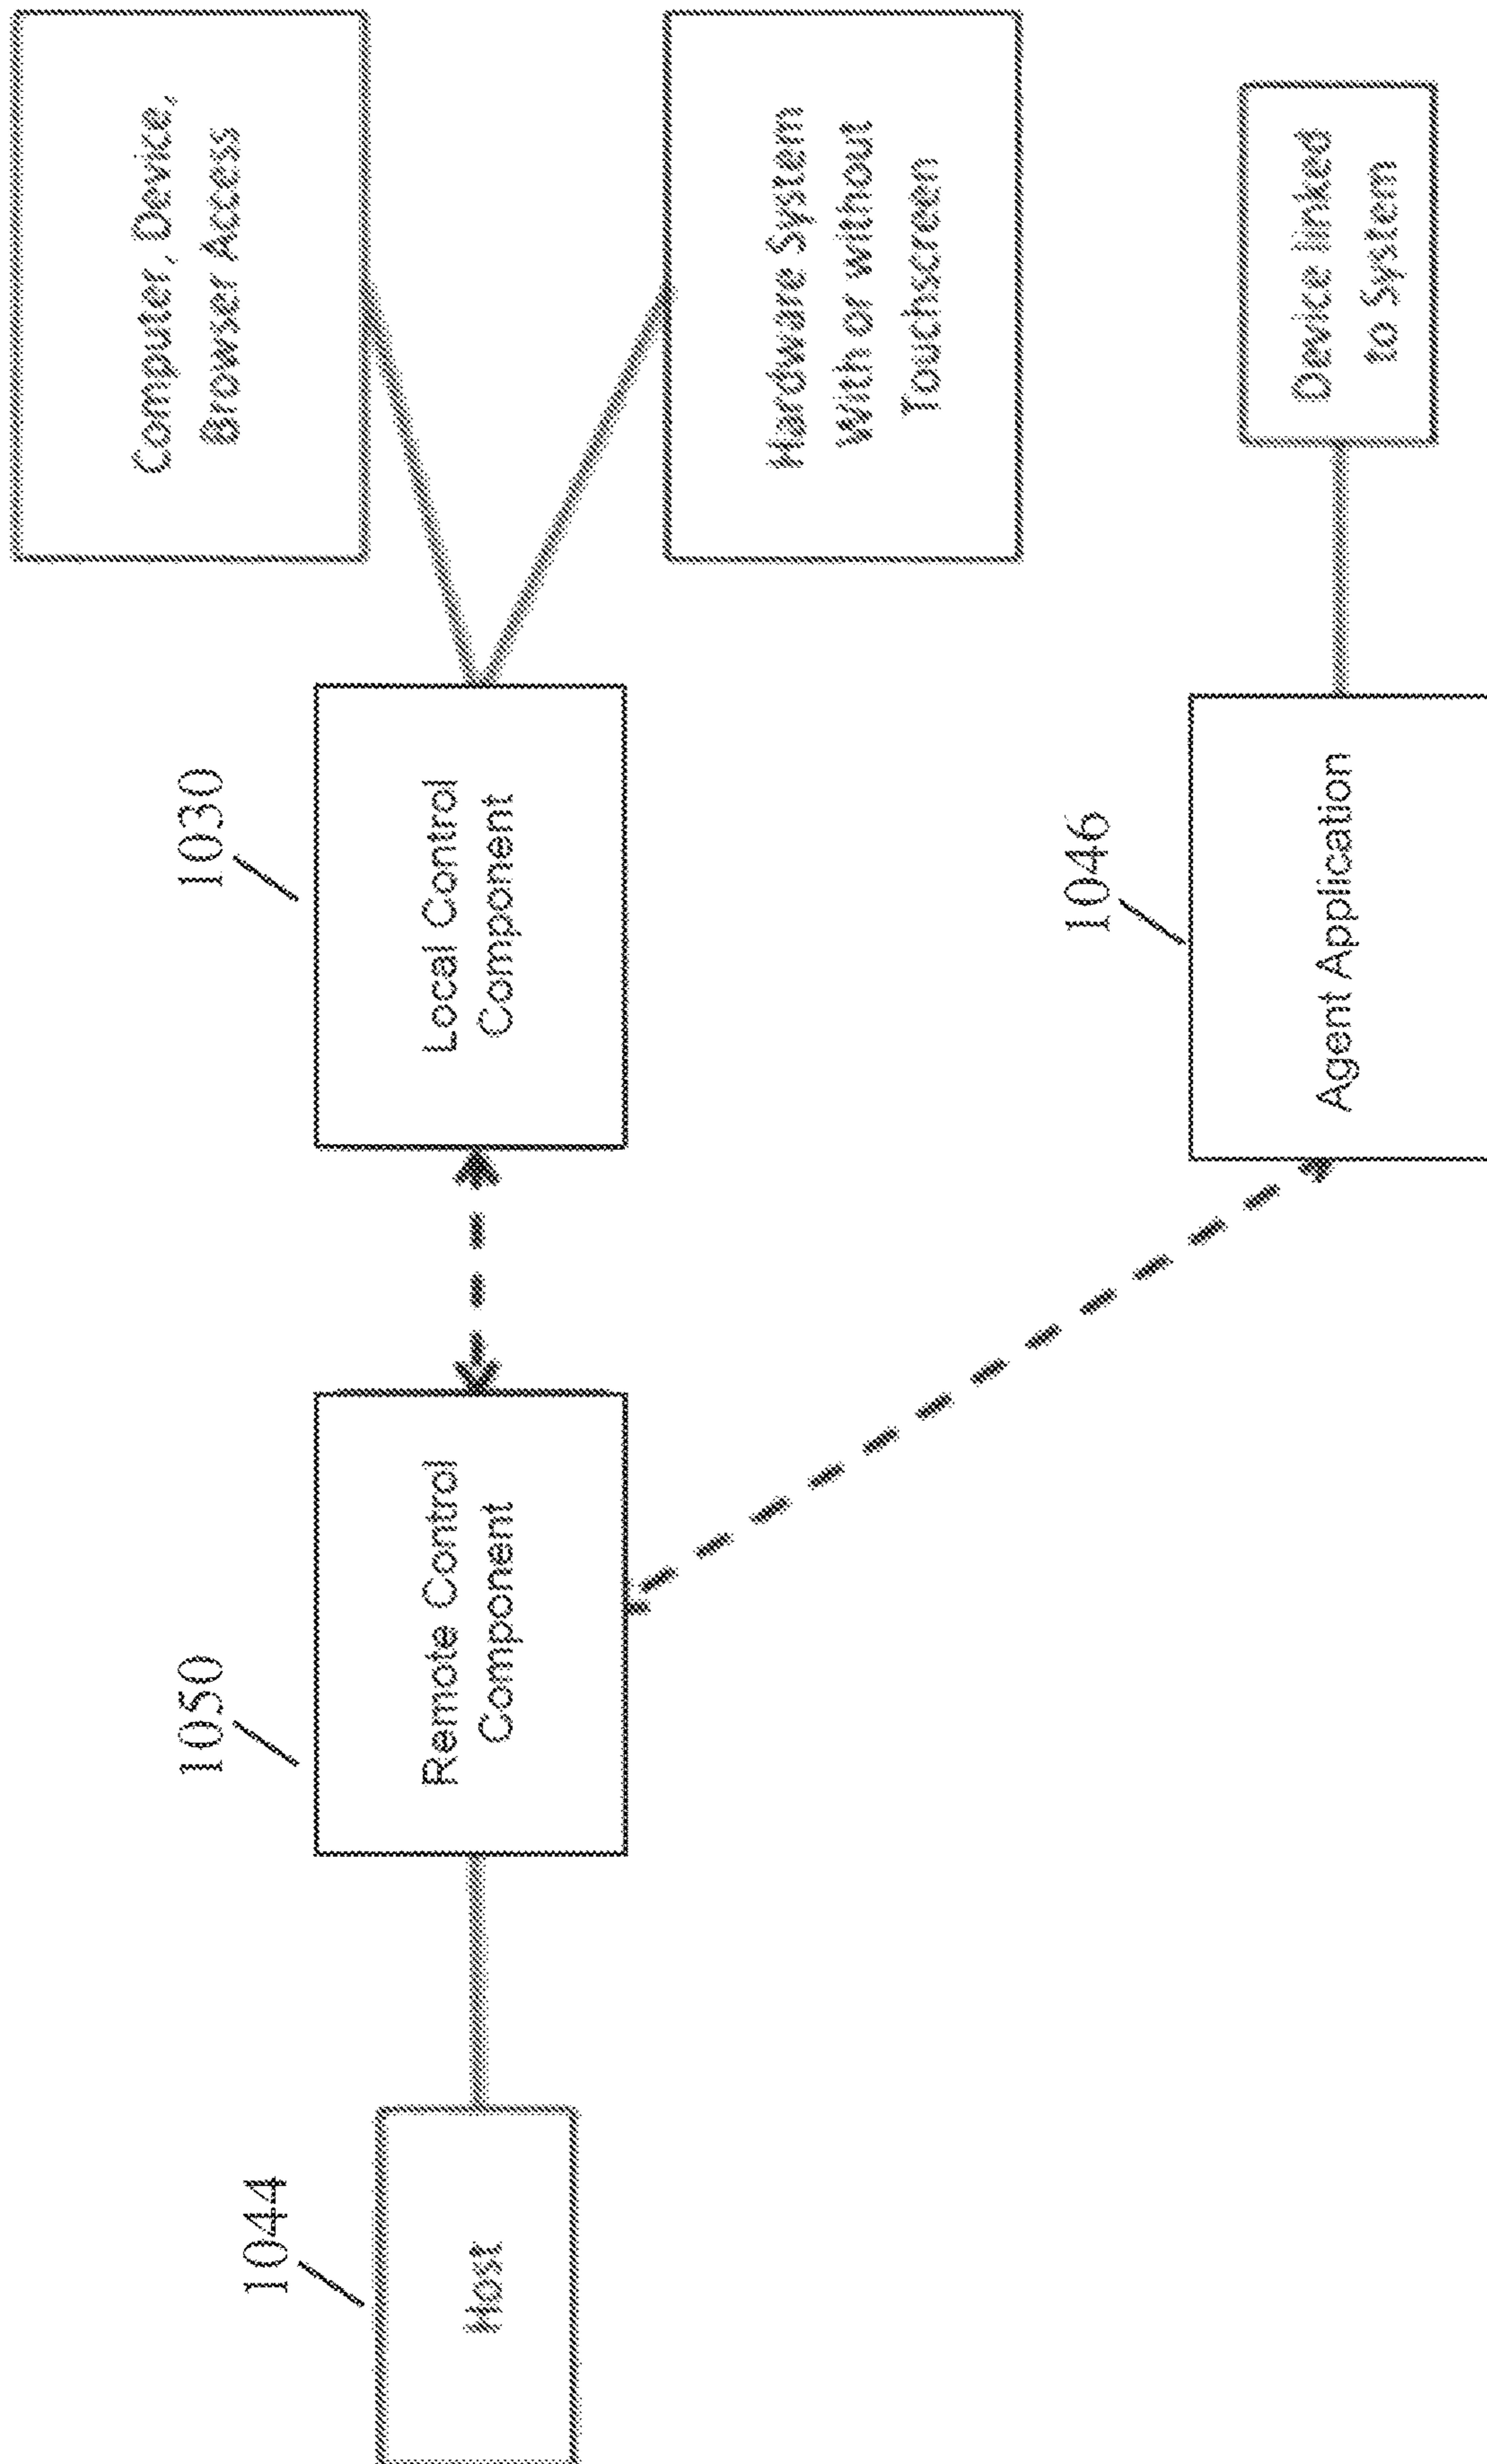 1044
Host
1050
Remote Control
Component
1030
Local Control
Component
Computer, Device,
Browser Access
Hardware System
With or without
Touchscreen
1046
Agent Application
Device linked
to System